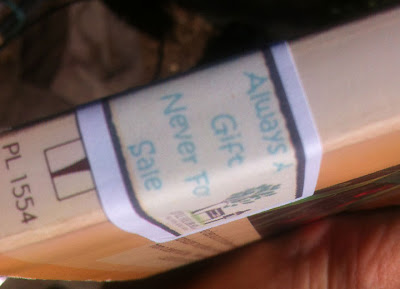 Always A
Gift
Never Fo
Sale
PL 1554